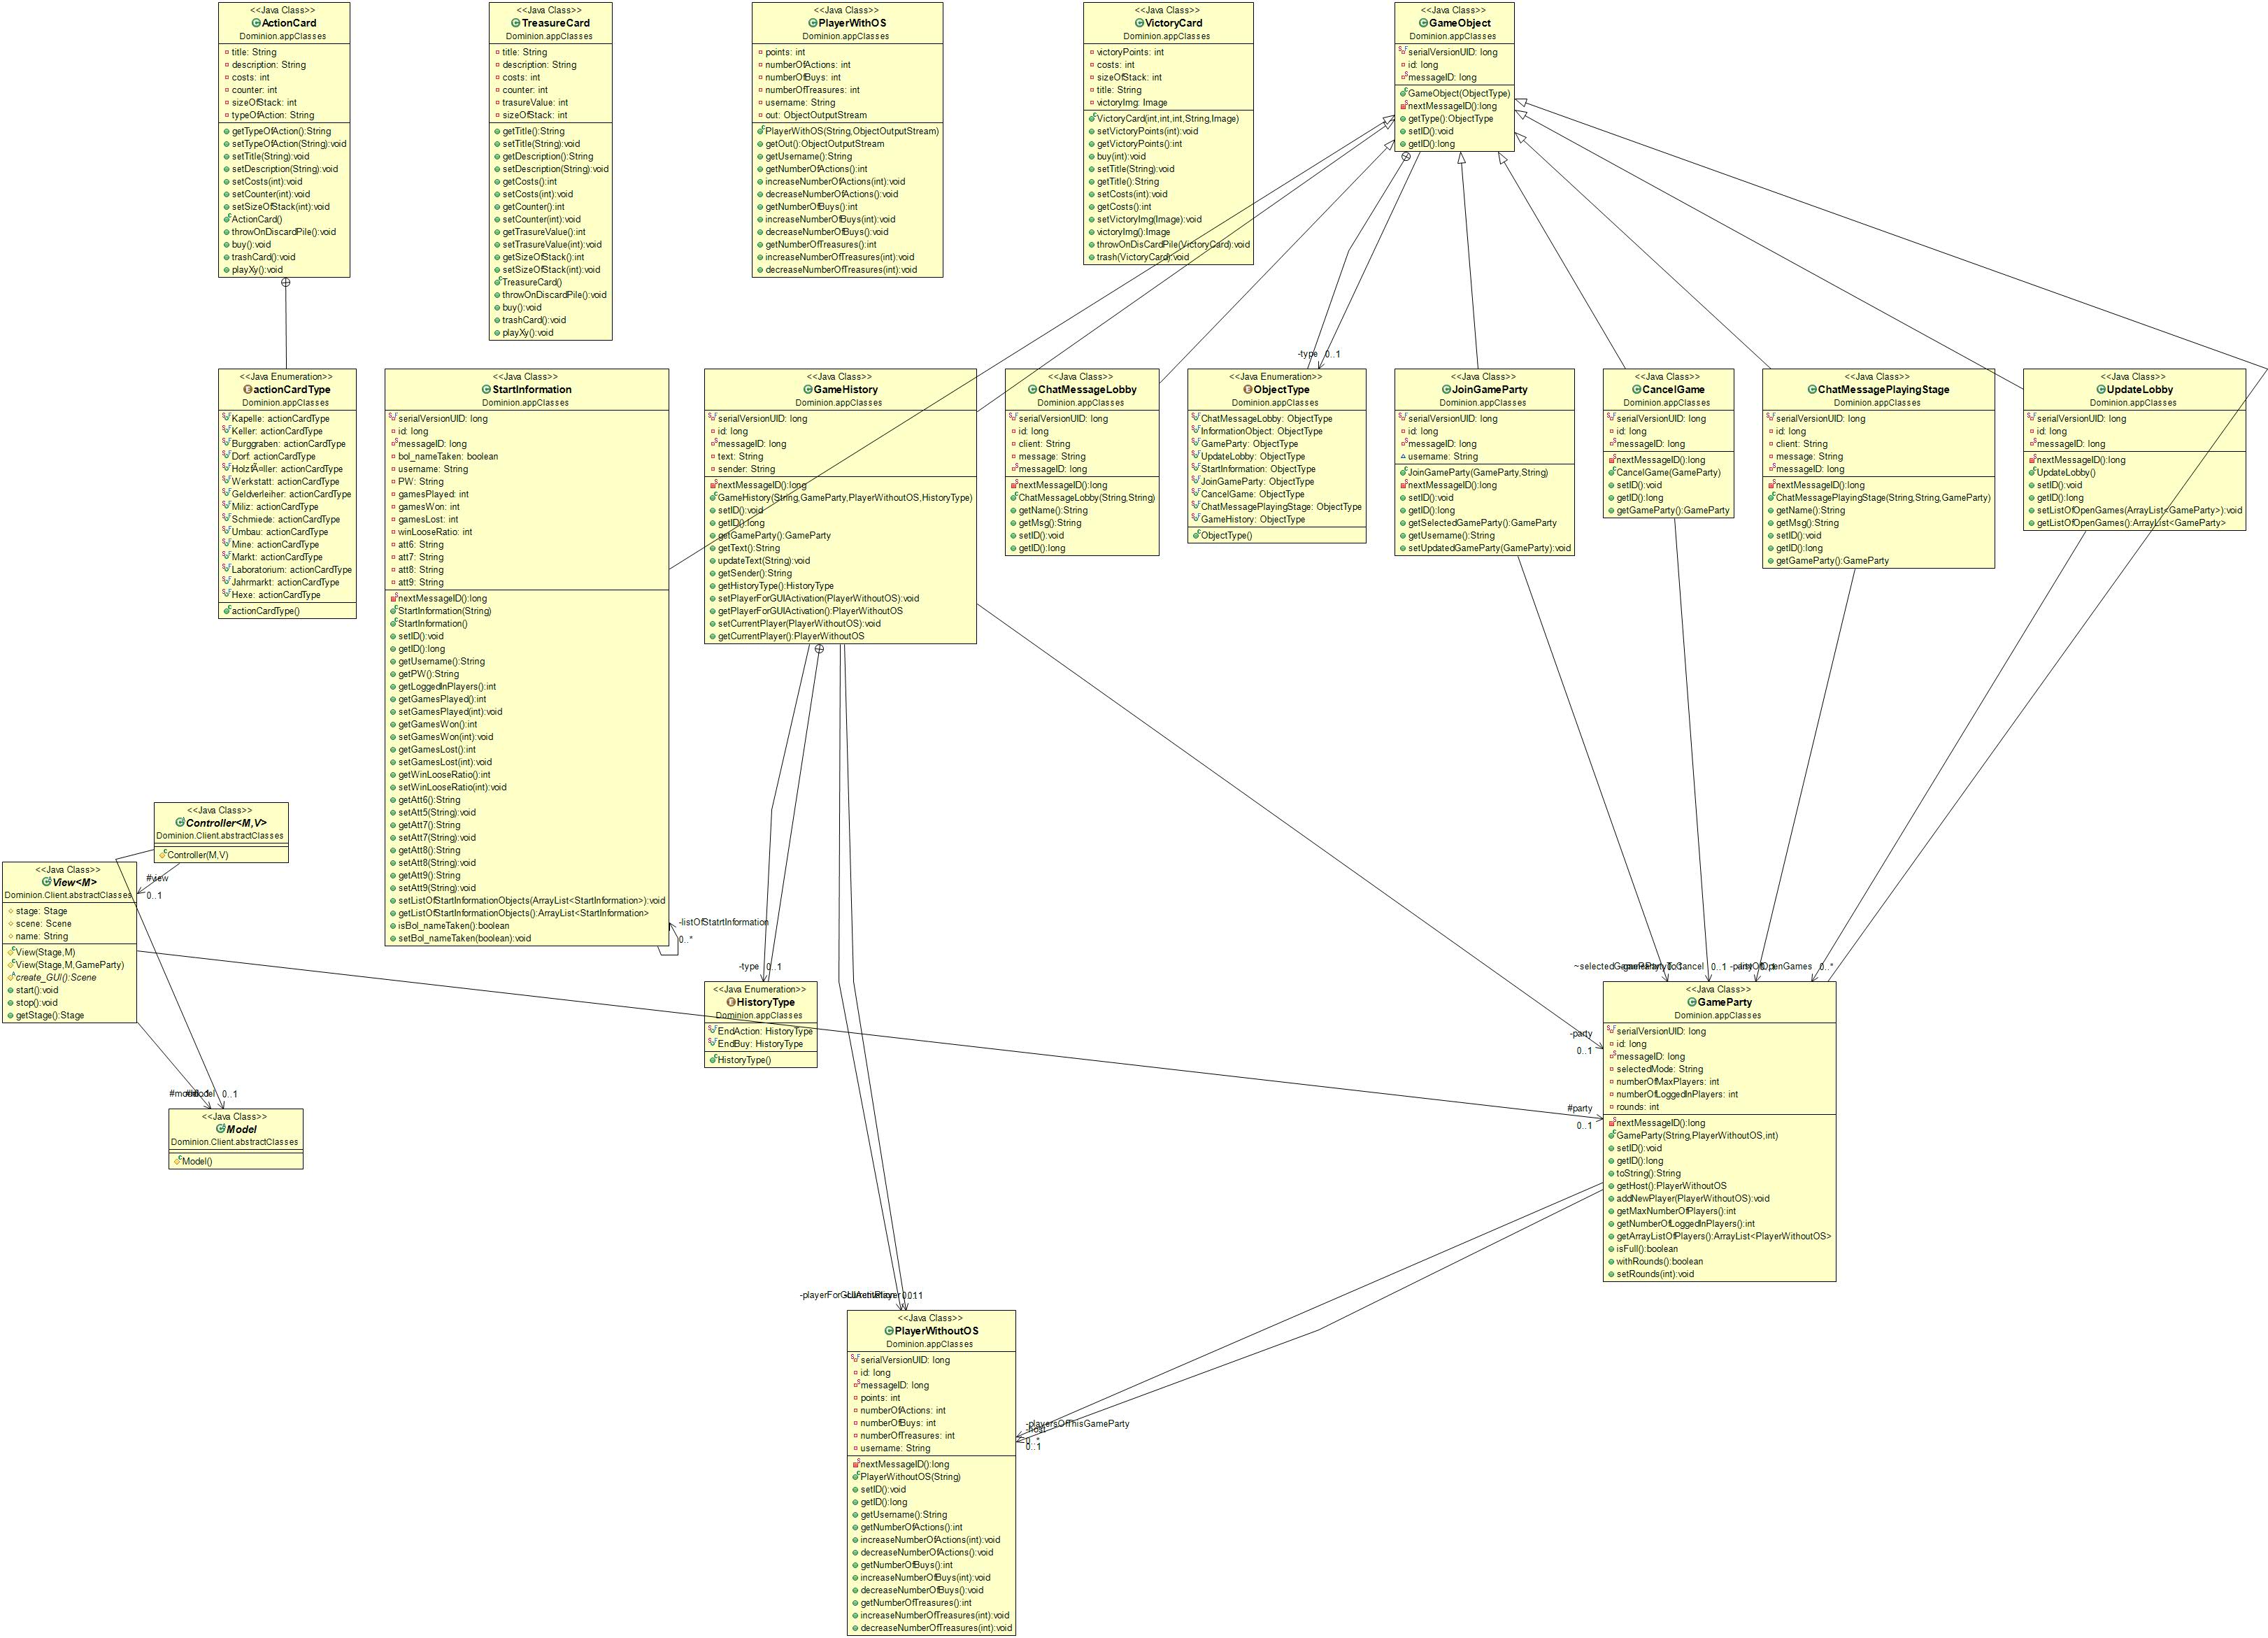 <<Java Class>>
ActionCard
Dominion.appClasses
title: String
description: String
costs: int
counter: int
sizeOfStack: int
typeOfAction: String
getTypeOfAction():String
setTypeOfAction(String):void
setTitle(String):void
setDescription(String):void
setCosts(int):void
setCounter(int):void
setSizeOfStack(int):void
ActionCard()
throwOnDiscardPile():void
buy():void
trashCard():void
playXy():void
<<Java Class>>
TreasureCard
Dominion.appClasses
title: String
description: String
costs: int
counter: int
trasureValue: int
sizeOfStack: int
getTitle():String
setTitle(String):void
getDescription():String
setDescription(String):void
getCosts():int
setCosts(int):void
getCounter():int
setCounter(int):void
getTrasureValue():int
setTrasureValue(int):void
getSizeOfStack():int
setSizeOfStack(int):void
TreasureCard()
throwOnDiscardPile():void
buy():void
trashCard():void
playXy():void
<<Java Class>>
PlayerWithOS
Dominion.appClasses
points: int
numberOfActions: int
numberOfBuys: int
numberOfTreasures: int
username: String
out: ObjectOutputStream
PlayerWithOS(String,ObjectOutputStream)
getOut():ObjectOutputStream
getUsername():String
getNumberOfActions():int
increaseNumberOfActions(int):void
decreaseNumberOfActions():void
getNumberOfBuys():int
increaseNumberOfBuys(int):void
decreaseNumberOfBuys():void
getNumberOfTreasures():int
increaseNumberOfTreasures(int):void
decreaseNumberOfTreasures(int):void
<<Java Class>>
VictoryCard
Dominion.appClasses
victoryPoints: int
costs: int
sizeOfStack: int
title: String
victoryImg: Image
VictoryCard(int,int,int,String,Image)
setVictoryPoints(int):void
getVictoryPoints():int
buy(int):void
setTitle(String):void
getTitle():String
setCosts(int):void
getCosts():int
setVictoryImg(Image):void
victoryImg():Image
throwOnDisCardPile(VictoryCard):void
trash(VictoryCard):void
<<Java Class>>
GameObject
Dominion.appClasses
serialVersionUID: long
id: long
messageID: long
GameObject(ObjectType)
nextMessageID():long
getType():ObjectType
setID():void
getID():long
<<Java Enumeration>>
actionCardType
Dominion.appClasses
Kapelle: actionCardType
Keller: actionCardType
Burggraben: actionCardType
Dorf: actionCardType
HolzfÃ¤ller: actionCardType
Werkstatt: actionCardType
Geldverleiher: actionCardType
Miliz: actionCardType
Schmiede: actionCardType
Umbau: actionCardType
Mine: actionCardType
Markt: actionCardType
Laboratorium: actionCardType
Jahrmarkt: actionCardType
Hexe: actionCardType
actionCardType()
<<Java Class>>
StartInformation
Dominion.appClasses
serialVersionUID: long
id: long
messageID: long
bol_nameTaken: boolean
username: String
PW: String
gamesPlayed: int
gamesWon: int
gamesLost: int
winLooseRatio: int
att6: String
att7: String
att8: String
att9: String
nextMessageID():long
StartInformation(String)
StartInformation()
setID():void
getID():long
getUsername():String
getPW():String
getLoggedInPlayers():int
getGamesPlayed():int
setGamesPlayed(int):void
getGamesWon():int
setGamesWon(int):void
getGamesLost():int
setGamesLost(int):void
getWinLooseRatio():int
setWinLooseRatio(int):void
getAtt6():String
setAtt5(String):void
getAtt7():String
setAtt7(String):void
getAtt8():String
setAtt8(String):void
getAtt9():String
setAtt9(String):void
setListOfStartInformationObjects(ArrayList<StartInformation>):void
getListOfStartInformationObjects():ArrayList<StartInformation>
isBol_nameTaken():boolean
setBol_nameTaken(boolean):void
-listOfStatrtInformation
0..*
<<Java Class>>
GameHistory
Dominion.appClasses
serialVersionUID: long
id: long
messageID: long
text: String
sender: String
nextMessageID():long
GameHistory(String,GameParty,PlayerWithoutOS,HistoryType)
setID():void
getID():long
getGameParty():GameParty
getText():String
updateText(String):void
getSender():String
getHistoryType():HistoryType
setPlayerForGUIActivation(PlayerWithoutOS):void
getPlayerForGUIActivation():PlayerWithoutOS
setCurrentPlayer(PlayerWithoutOS):void
getCurrentPlayer():PlayerWithoutOS
<<Java Class>>
ChatMessageLobby
Dominion.appClasses
serialVersionUID: long
id: long
client: String
message: String
messageID: long
nextMessageID():long
ChatMessageLobby(String,String)
getName():String
getMsg():String
setID():void
getID():long
-type 0..1
<<Java Enumeration>>
ObjectType
Dominion.appClasses
ChatMessageLobby: ObjectType
InformationObject: ObjectType
GameParty: ObjectType
UpdateLobby: ObjectType
StartInformation: ObjectType
JoinGameParty: ObjectType
CancelGame: ObjectType
ChatMessagePlayingStage: ObjectType
GameHistory: ObjectType
ObjectType()
<<Java Class>>
JoinGameParty
Dominion.appClasses
serialVersionUID: long
id: long
messageID: long
username: String
JoinGameParty(GameParty,String)
nextMessageID():long
setID():void
getID():long
getSelectedGameParty():GameParty
getUsername():String
setUpdatedGameParty(GameParty):void
<<Java Class>>
CancelGame
Dominion.appClasses
serialVersionUID: long
id: long
messageID: long
nextMessageID():long
CancelGame(GameParty)
setID():void
getID():long
getGameParty():GameParty
<<Java Class>>
ChatMessagePlayingStage
Dominion.appClasses
serialVersionUID: long
id: long
client: String
message: String
messageID: long
nextMessageID():long
ChatMessagePlayingStage(String,String,GameParty)
getName():String
getMsg():String
setID():void
getID():long
getGameParty():GameParty
<<Java Class>>
UpdateLobby
Dominion.appClasses
serialVersionUID: long
id: long
messageID: long
nextMessageID():long
UpdateLobby()
setID():void
getID():long
setListOfOpenGames(ArrayList<GameParty>):void
getListOfOpenGames():ArrayList<GameParty>
<<Java Class>>
Controller<M,V>
Dominion.Client.abstractClasses
Controller(M,V)
#view
0..1
<<Java Class>>
View<M>
Dominion.Client.abstractClasses
stage: Stage
scene: Scene
name: String
View(Stage,M)
View(Stage,M,GameParty)
create_GUI():Scene
start():void
stop():void
getStage():Stage
0..1
<<Java Class>>
Model
Dominion.Client.abstractClasses
Model()
-type 0..1
<<Java Enumeration>>
HistoryType
Dominion.appClasses
EndAction: HistoryType
EndBuy: HistoryType
HistoryType()
0..1
0..*
-party
0..1
#party
0..1
<<Java Class>>
GameParty
Dominion.appClasses
serialVersionUID: long
id: long
messageID: long
selectedMode: String
numberOfMaxPlayers: int
numberOfLoggedInPlayers: int
rounds: int
nextMessageID():long
GameParty(String,PlayerWithoutOS,int)
setID():void
getID():long
toString():String
getHost():PlayerWithoutOS
addNewPlayer(PlayerWithoutOS):void
getMaxNumberOfPlayers():int
getNumberOfLoggedInPlayers():int
getArrayListOfPlayers():ArrayList<PlayerWithoutOS>
isFull():boolean
withRounds():boolean
setRounds(int):void
<<Java Class>>
PlayerWithoutOS
Dominion.appClasses
serialVersionUID: long
id: long
messageID: long
points: int
numberOfActions: int
numberOfBuys: int
numberOfTreasures: int
username: String
nextMessageID():long
PlayerWithoutOS(String)
setID():void
getID():long
getUsername():String
getNumberOfActions():int
increaseNumberOfActions(int):void
decreaseNumberOfActions():void
getNumberOfBuys():int
increaseNumberOfBuys(int):void
decreaseNumberOfBuys():void
getNumberOfTreasures():int
increaseNumberOfTreasures(int):void
decreaseNumberOfTreasures(int):void
-playersOfThisGameParty
0..*
0..1